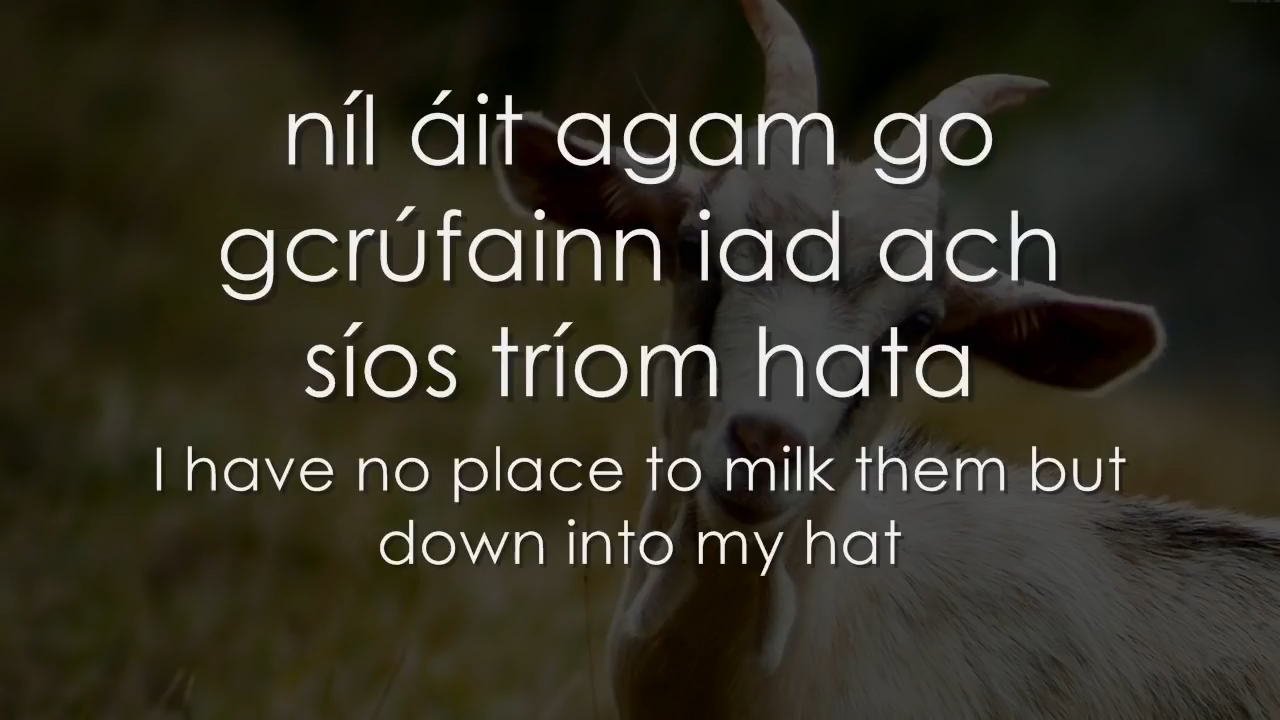 níl áit agam go
gcrúfainn iad ach
síos tríom hata
I have no place to milk them but
down into my hat